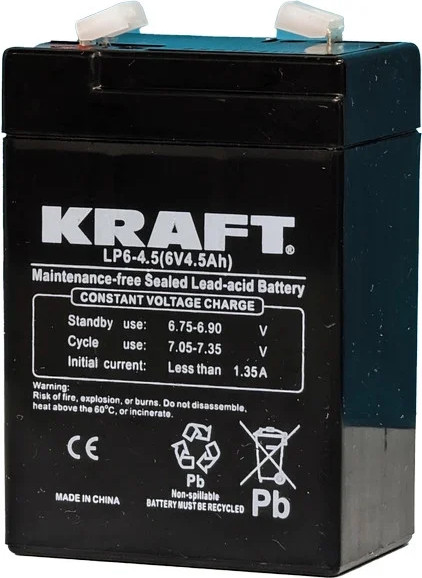 KRAFT®
LP6-4.5(6V4.5Ah)
Maintenance-free Sealed Lead-acid Battery
CONSTANT VOLTAGE CHARGE
Standby use: 6.75-6.90 V
Cycle use: 7.05-7.35 V
Initial current: Less than 1.35A
Warning:
Risk of fire, explosion, or burns. Do not disassemble,
heat above the 60°C, or incinerate.
CE
Pb
Pb
Non-spillable
MADE IN CHINA
BATTERY MUST BE RECYCLED